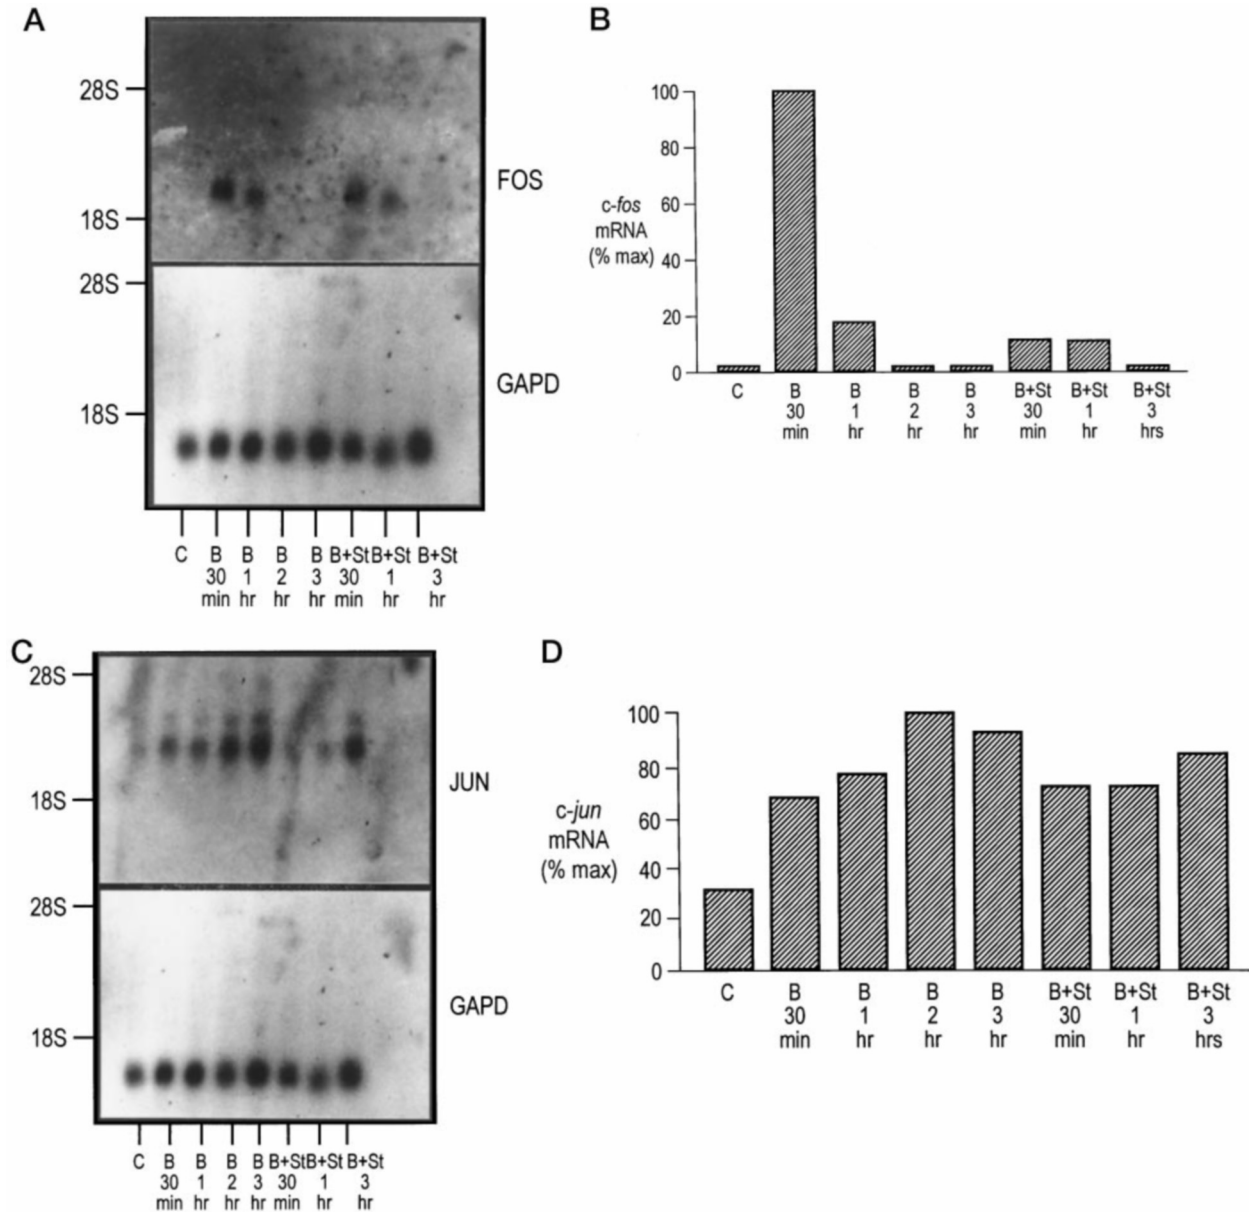 A
28S
FOS
18S
28S
GAPD
18S
C B B B B B+St B+St B+St
30 1 2 3 30 1 3
min hr hr hr min hr hr
B
100
80
60
40
20
0
c-fos
mRNA
(% max)
C B B B B B+St B+St B+St
30 1 2 3 30 1 3
min hr hr hr min hr hrs
C
28S
JUN
18S
28S
GAPD
18S
C B B B B B+St B+St B+St
30 1 2 3 30 1 3
min hr hr hr min hr hr
D
100
80
60
40
20
0
c-jun
mRNA
(% max)
C B B B B B+St B+St B+St
30 1 2 3 30 1 3
min hr hr hr min hr hrs